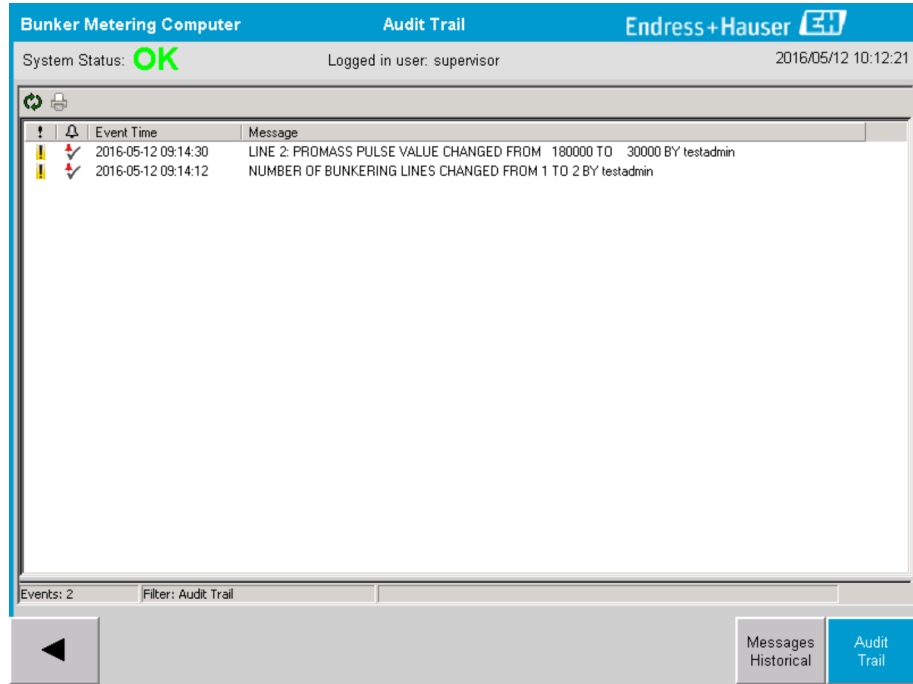 Bunker Metering Computer Audit Trail Endress+Hauser EH
System Status: OK Logged in user: supervisor 2016/05/12 10:12:21
! Event Time Message
! 2016-05-12 09:14:30 LINE 2: PROMASS PULSE VALUE CHANGED FROM 180000 TO 30000 BY testadmin
! 2016-05-12 09:14:12 NUMBER OF BUNKERING LINES CHANGED FROM 1 TO 2 BY testadmin
Events: 2 Filter: Audit Trail
Messages Audit
Historical Trail